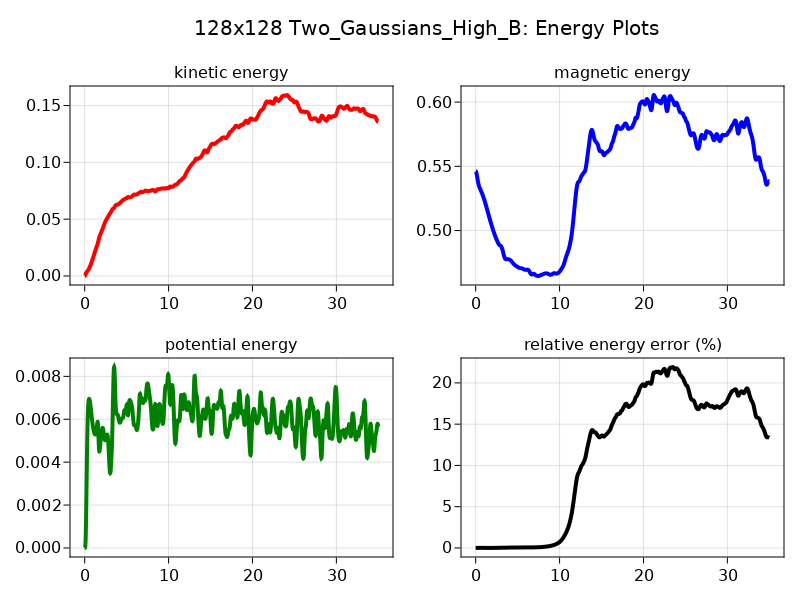 128x128 Two_Gaussians_High_B: Energy Plots
kinetic energy
0.15
0.10
0.05
0.00
0 10 20 30
magnetic energy
0.60
0.55
0.50
0 10 20 30
potential energy
0.008
0.006
0.004
0.002
0.000
0 10 20 30
relative energy error (%)
20
15
10
5
0
0 10 20 30